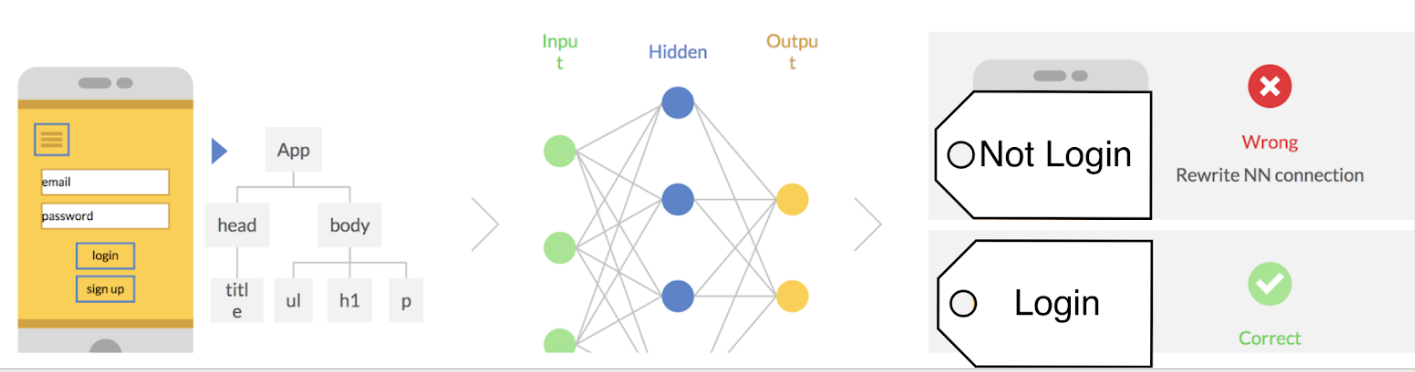 email
password
login
sign up
App
head
body
titl
e
ul
h1
p
Inpu
t
Hidden
Outpu
t
Not Login
Wrong
Rewrite NN connection
Login
Correct